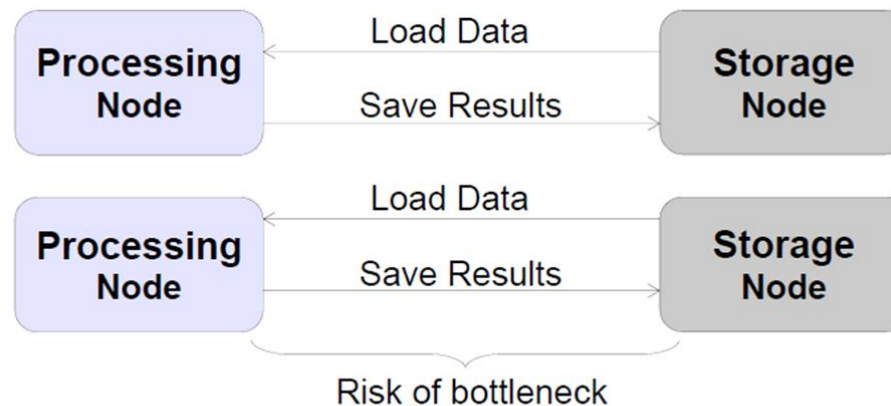 Load Data
Processing Node
Save Results
Storage Node
Load Data
Processing Node
Save Results
Storage Node
Risk of bottleneck